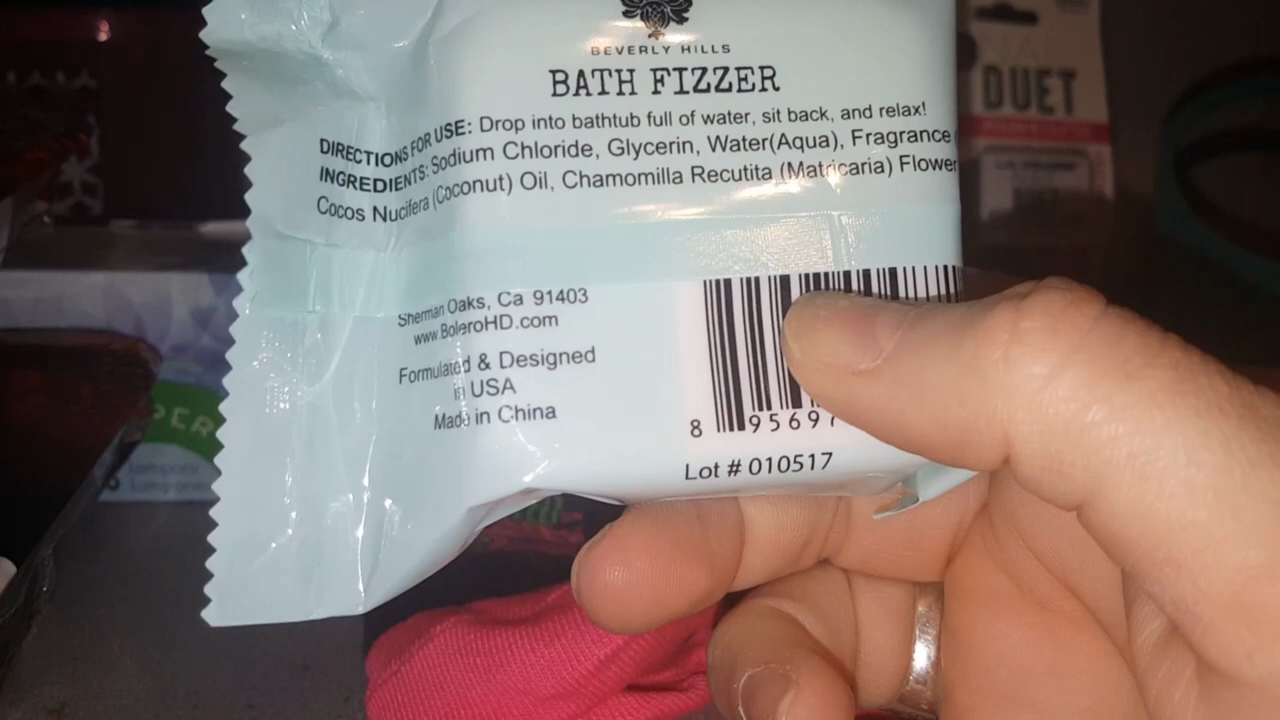 BEVERLY HILLS
BATH FIZZER
DIRECTIONS FOR USE: Drop into bathtub full of water, sit back, and relax!
INGREDIENTS: Sodium Chloride, Glycerin, Water(Aqua), Fragrance
Cocos Nucifera (Coconut) Oil, Chamomilla Recutita (Matricaria) Flower
Sherman Oaks, Ca 91403
www.BoleroHD.com
Formulated & Designed
in USA
Made in China
8 95697
Lot # 010517
DUET